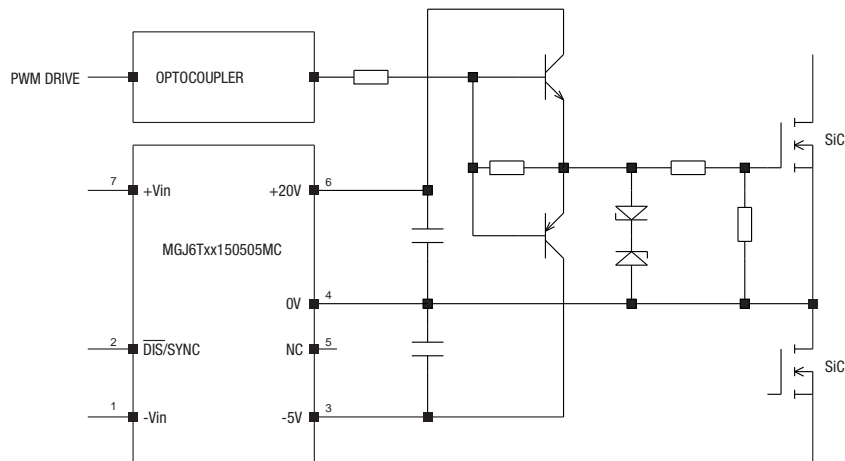 PWM DRIVE
OPTOCOUPLER
SiC
7
+Vin
+20V
6
MGJ6Txx150505MC
0V
4
2
DIS/SYNC
NC
5
SiC
1
-Vin
-5V
3